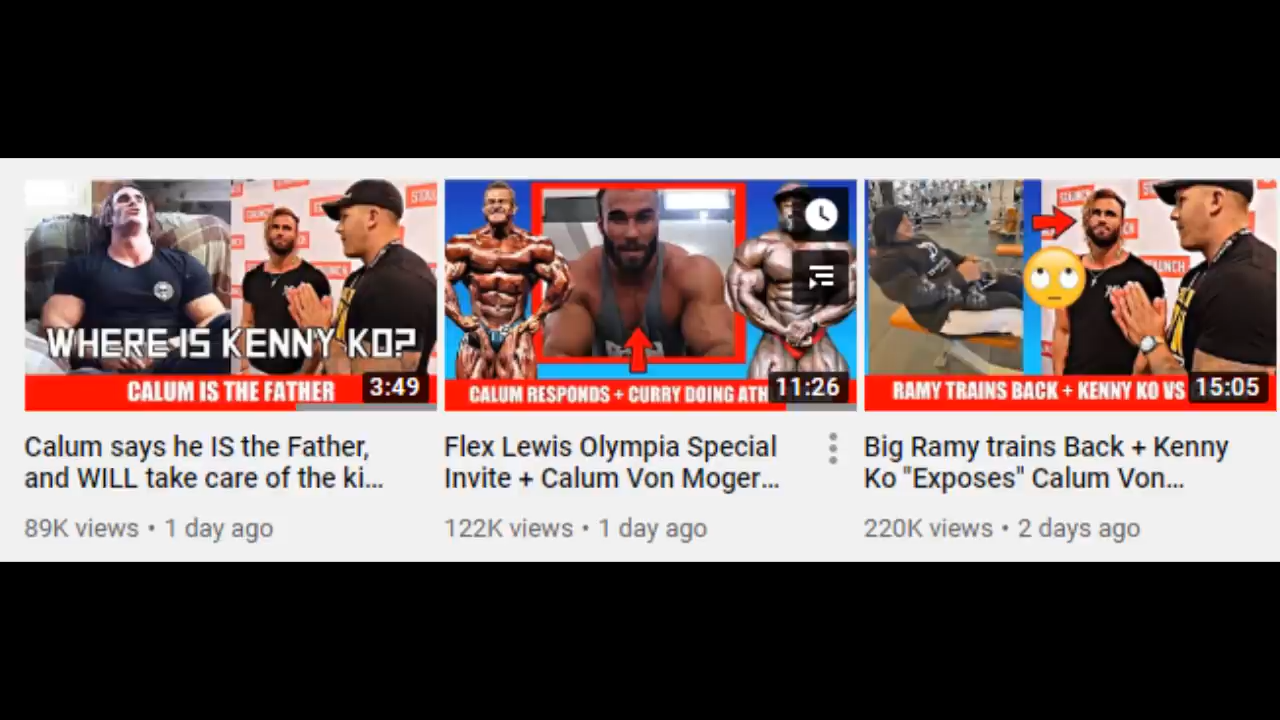 WHERE IS KENNY KO?
CALUM IS THE FATHER
3:49
Calum says he IS the Father,
and WILL take care of the ki...
89K views • 1 day ago
CALUM RESPONDS + CURRY DOING ATH
11:26
Flex Lewis Olympia Special
Invite + Calum Von Moger...
122K views • 1 day ago
STAUNCH
RAMY TRAINS BACK + KENNY KO VS
15:05
Big Ramy trains Back + Kenny
Ko "Exposes" Calum Von...
220K views • 2 days ago